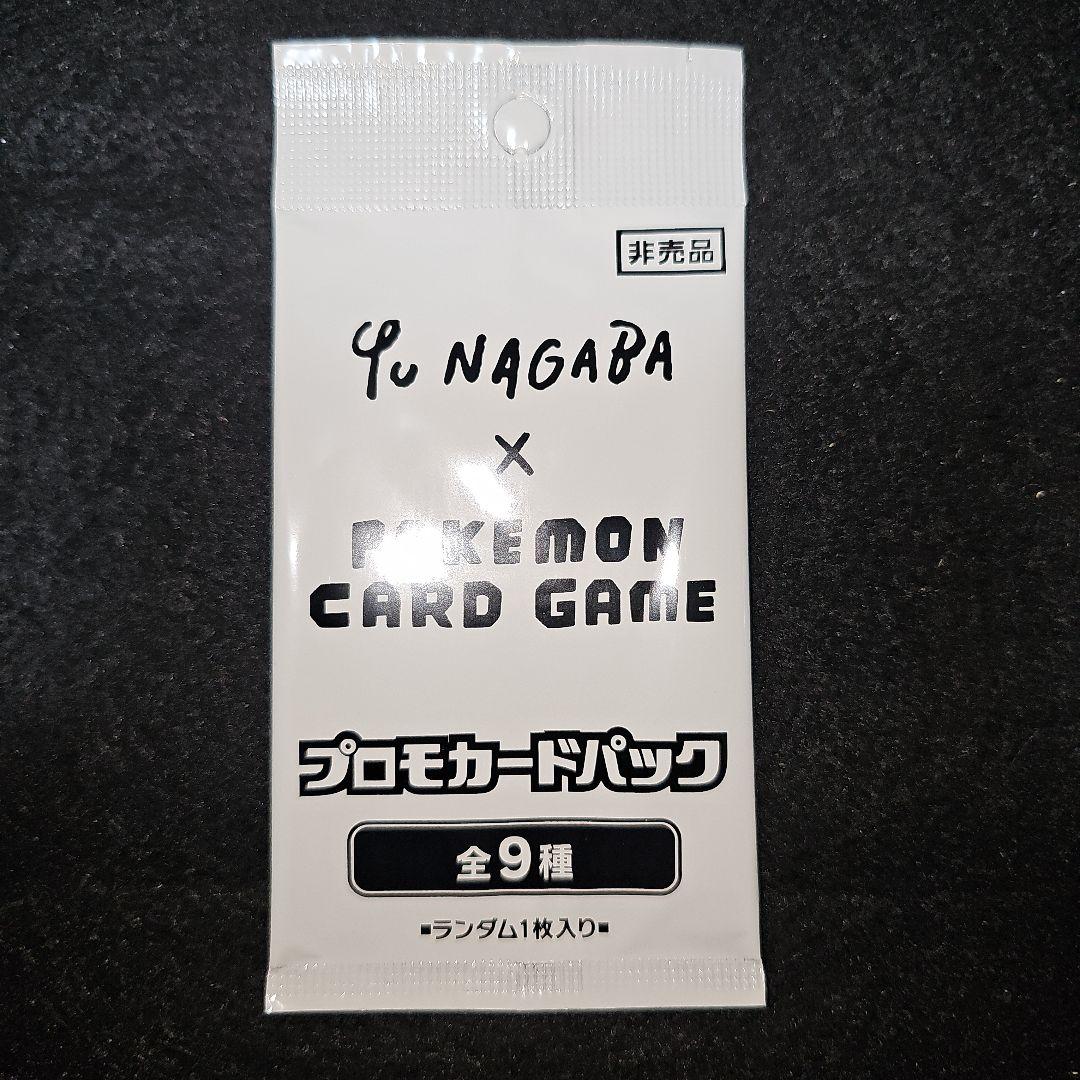 非売品
Yu NAGABA
×
POKEMON
CARD GAME
プロモカードパック
全9種
▪ランダム1枚入り▪